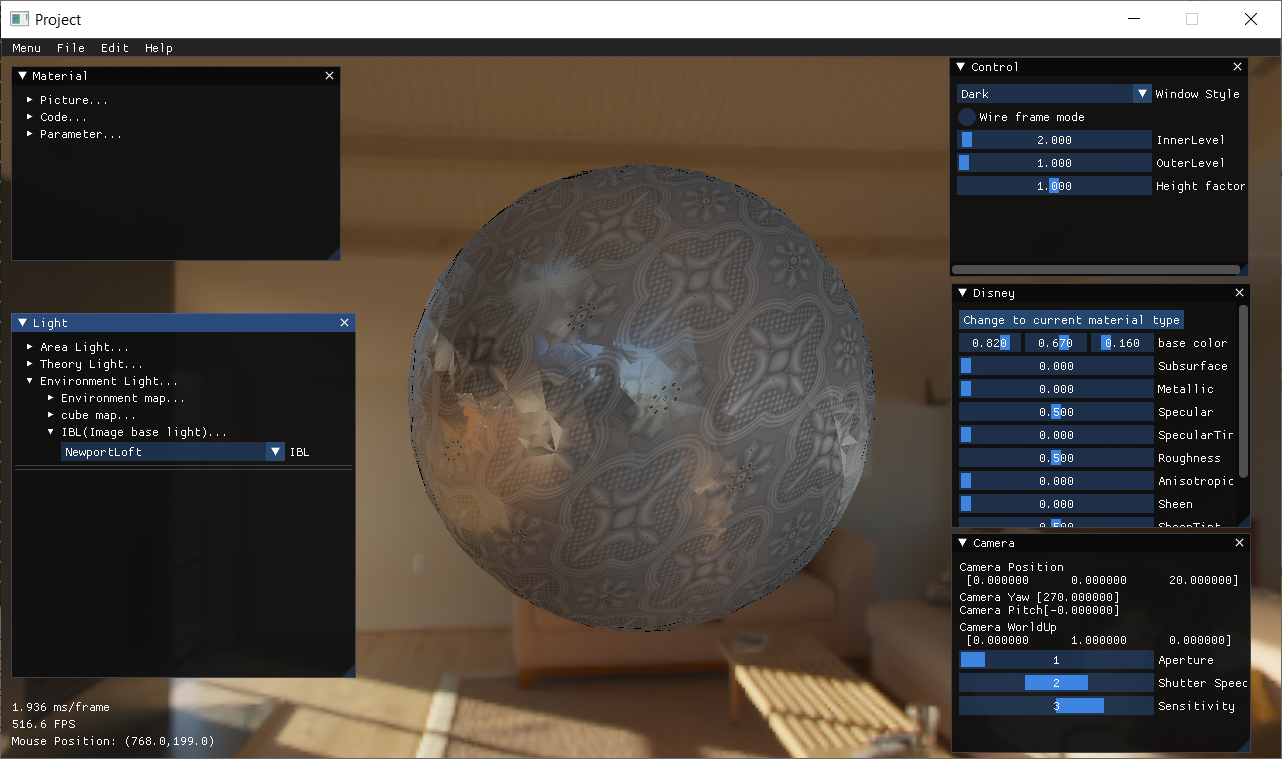 Project
Menu File Edit Help
Material
Picture...
Code...
Parameter...
Light
Area Light...
Theory Light...
Environment Light...
Environment map...
cube map...
IBL(Image base light)...
NewportLoft IBL
1.936 ms/frame
516.6 FPS
Mouse Position: (768.0,199.0)
Control
Dark Window Style
Wire frame mode
2.000 InnerLevel
1.000 OuterLevel
1.000 Height factor
Disney
Change to current material type
0.820 0.670 0.160 base color
0.000 Subsurface
0.000 Metallic
0.500 Specular
0.000 SpecularTin
0.500 Roughness
0.000 Anisotropic
0.000 Sheen
0.500 SheenTint
Camera
Camera Position
[0.000000 0.000000 20.000000]
Camera Yaw [270.000000]
Camera Pitch[-0.000000]
Camera WorldUp
[0.000000 1.000000 0.000000]
1 Aperture
2 Shutter Speed
3 Sensitivity